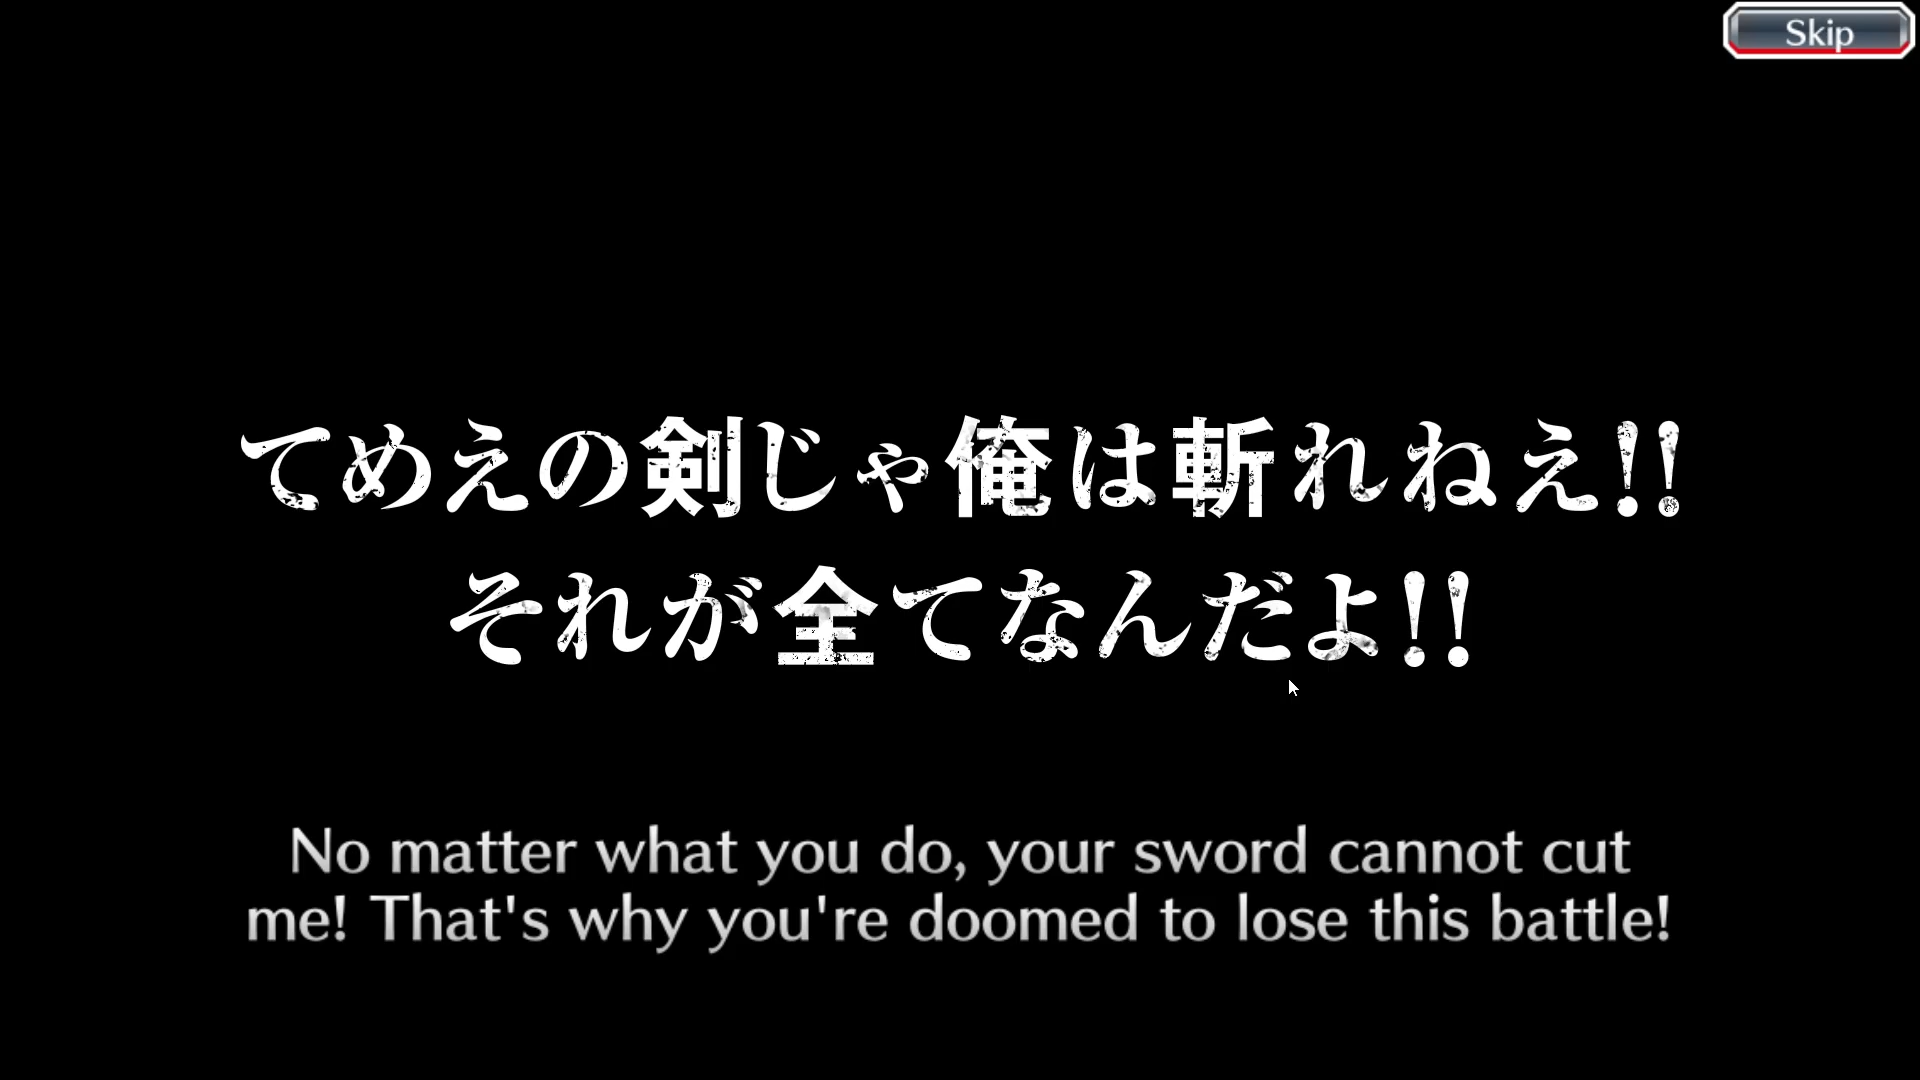 Skip
てめえの剣じゃ俺は斬れねえ!!
それが全てなんだよ!!
No matter what you do, your sword cannot cut
me! That's why you're doomed to lose this battle!